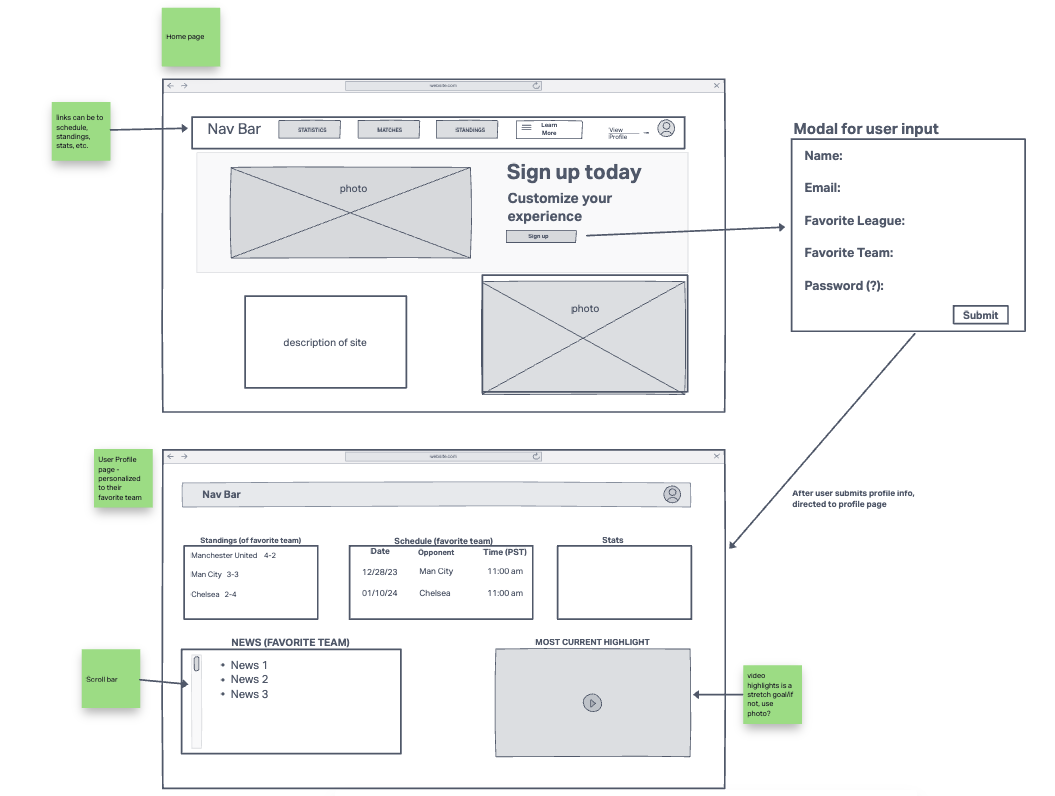 Home page
website.com
links can be to
schedule,
standings,
stats, etc.
Nav Bar
STATISTICS
MATCHES
STANDINGS
Learn
More
View
Profile
photo
Sign up today
Customize your
experience
Sign up
description of site
photo
Modal for user input
Name:
Email:
Favorite League:
Favorite Team:
Password (?):
Submit
After user submits profile info,
directed to profile page
User Profile
page -
personalized
to their
favorite team
website.com
Nav Bar
Standings (of favorite team)
Manchester United 4-2
Man City 3-3
Chelsea 2-4
Schedule (favorite team)
Date Opponent Time (PST)
12/28/23 Man City 11:00 am
01/10/24 Chelsea 11:00 am
Stats
NEWS (FAVORITE TEAM)
• News 1
• News 2
• News 3
Scroll bar
MOST CURRENT HIGHLIGHT
video
highlights is a
stretch goal/if
not, use
photo?